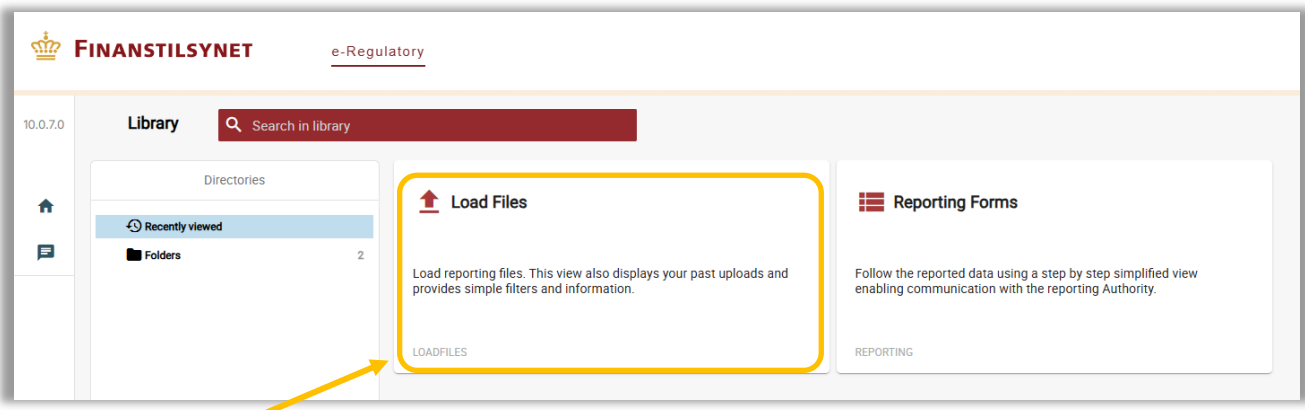 FINANSTILSYNET
e-Regulatory
10.0.7.0
Library
Search in library
Directories
Recently viewed
Folders
2
Load Files
Load reporting files. This view also displays your past uploads and
provides simple filters and information.
LOADFILES
Reporting Forms
Follow the reported data using a step by step simplified view
enabling communication with the reporting Authority.
REPORTING